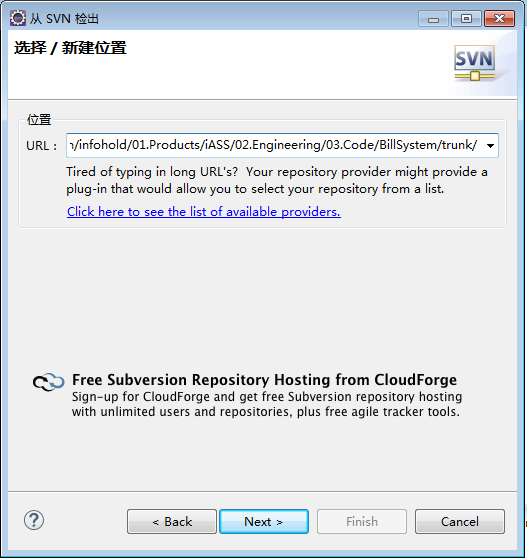 从 SVN 检出
选择 / 新建位置
SVN
位置
URL : /infohold/01.Products/iASS/02.Engineering/03.Code/BillSystem/trunk/
Tired of typing in long URL's? Your repository provider might provide a
plug-in that would allow you to select your repository from a list.
Click here to see the list of available providers.
Free Subversion Repository Hosting from CloudForge
Sign-up for CloudForge and get free Subversion repository hosting
with unlimited users and repositories, plus free agile tracker tools.
?
< Back Next > Finish Cancel